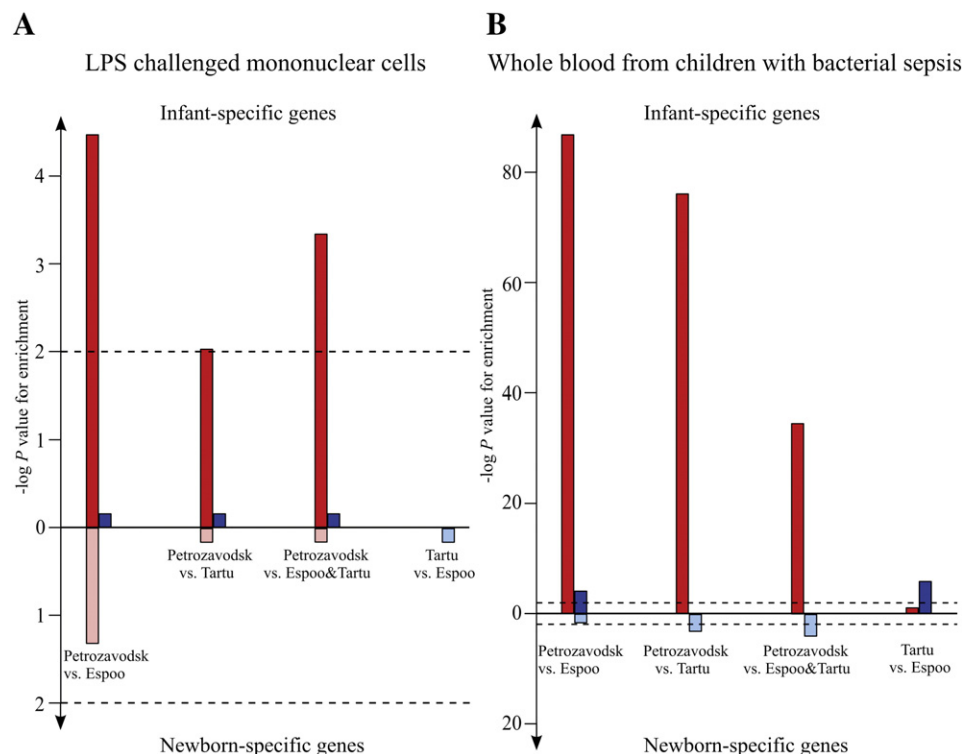 A
LPS challenged mononuclear cells
Infant-specific genes
4
3
2
1
0
1
2
-log P value for enrichment
Petrozavodsk
vs. Espoo
Petrozavodsk
vs. Tartu
Petrozavodsk
vs. Espoo&Tartu
Tartu
vs. Espoo
Newborn-specific genes
B
Whole blood from children with bacterial sepsis
Infant-specific genes
80
60
40
20
0
20
-log P value for enrichment
Petrozavodsk
vs. Espoo
Petrozavodsk
vs. Tartu
Petrozavodsk
vs. Espoo&Tartu
Tartu
vs. Espoo
Newborn-specific genes